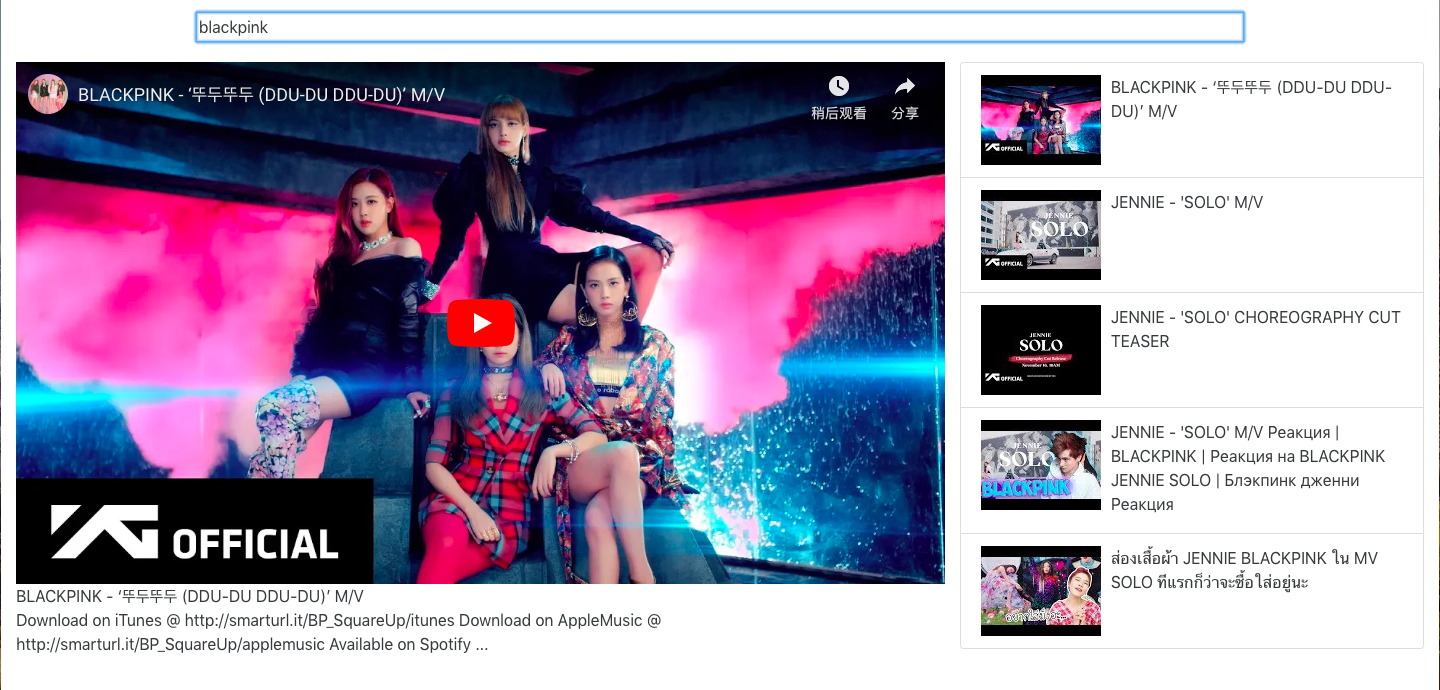 blackpink
BLACKPINK - ‘뚜두뚜두 (DDU-DU DDU-DU)’ M/V
稍后观看
分享
YG OFFICIAL
BLACKPINK - ‘뚜두뚜두 (DDU-DU DDU-DU)’ M/V
Download on iTunes @ http://smarturl.it/BP_SquareUp/itunes Download on AppleMusic @
http://smarturl.it/BP_SquareUp/applemusic Available on Spotify ...
YG OFFICIAL
BLACKPINK - ‘뚜두뚜두 (DDU-DU DDU-
DU)’ M/V
JENNIE
SOLO
YG OFFICIAL
JENNIE - 'SOLO' M/V
JENNIE
SOLO
Choreography Cut Release
November 16, 10AM
YG OFFICIAL
JENNIE - 'SOLO' CHOREOGRAPHY CUT
TEASER
JENNIE
SOLO
BLACKPINK
JENNIE - 'SOLO' M/V Реакция |
BLACKPINK | Реакция на BLACKPINK
JENNIE SOLO | Блэкпинк дженни
Реакция
ส่องเสื้อผ้า JENNIE BLACKPINK ใน MV
SOLO ทีแรกก็ว่าจะซื้อใส่อยู่นะ